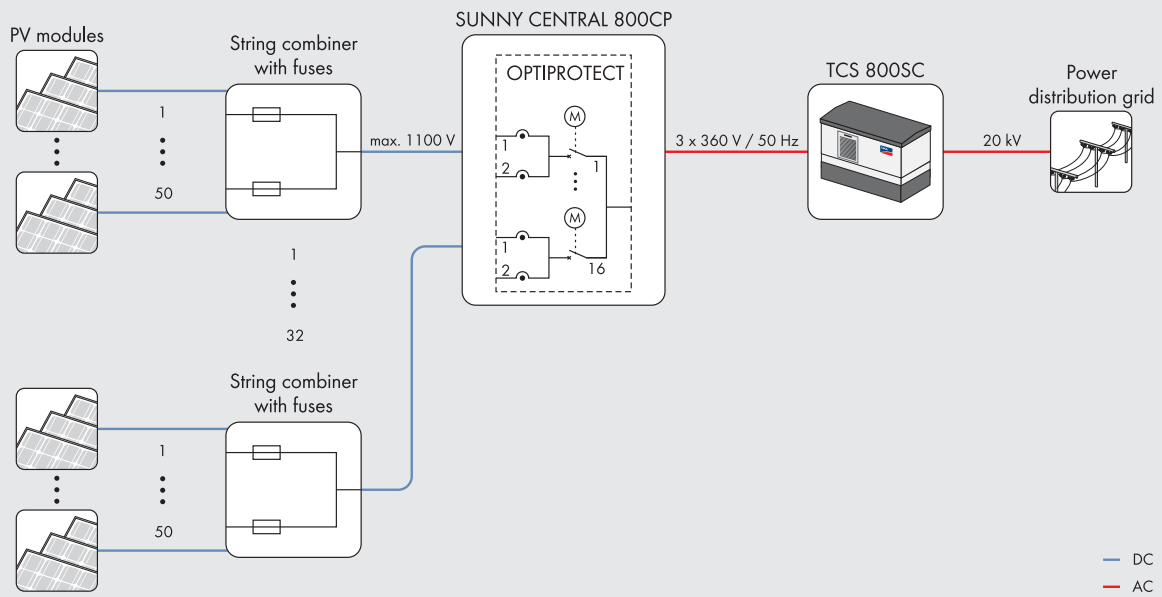 SUNNY CENTRAL 800CP
PV modules
String combiner
with fuses
OPTIPROTECT
TCS 800SC
Power
distribution grid
1
50
max. 1100 V
M
1
2
1
3 x 360 V / 50 Hz
20 kV
M
1
2
16
1
32
String combiner
with fuses
1
50
DC
AC